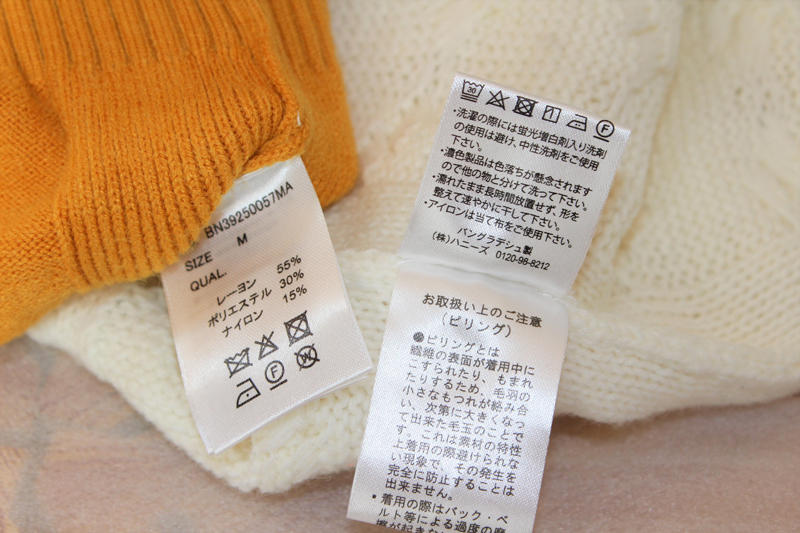 BN39250057MA
SIZE M
QUAL.
レーヨン 55%
ポリエステル 30%
ナイロン 15%
F
W
30
F
・洗濯の際には蛍光増白剤入り洗剤
の使用は避け、中性洗剤をご使用
下さい。
・濃色製品は色落ちが懸念されます
ので他の物と分けて洗って下さい。
・濡れたまま長時間放置せず、形を
整えて速やかに干して下さい。
・アイロンは当て布をご使用下さい。
バングラデシュ製
(株)ハニーズ 0120-98-8212
お取扱い上のご注意
(ピリング)
●ピリングとは
繊維の表面が着用中に
こすられたり、もまれ
たりするため、毛羽の
小さなもつれが絡み合
い、次第に大きくなっ
て出来た毛玉のことで
す。これは素材の特性
上着用の際避けられな
い現象で、その発生を
完全に防止することは
出来ません。
・着用の際はバック・ベ
ルト等による過度の摩
擦が起きな